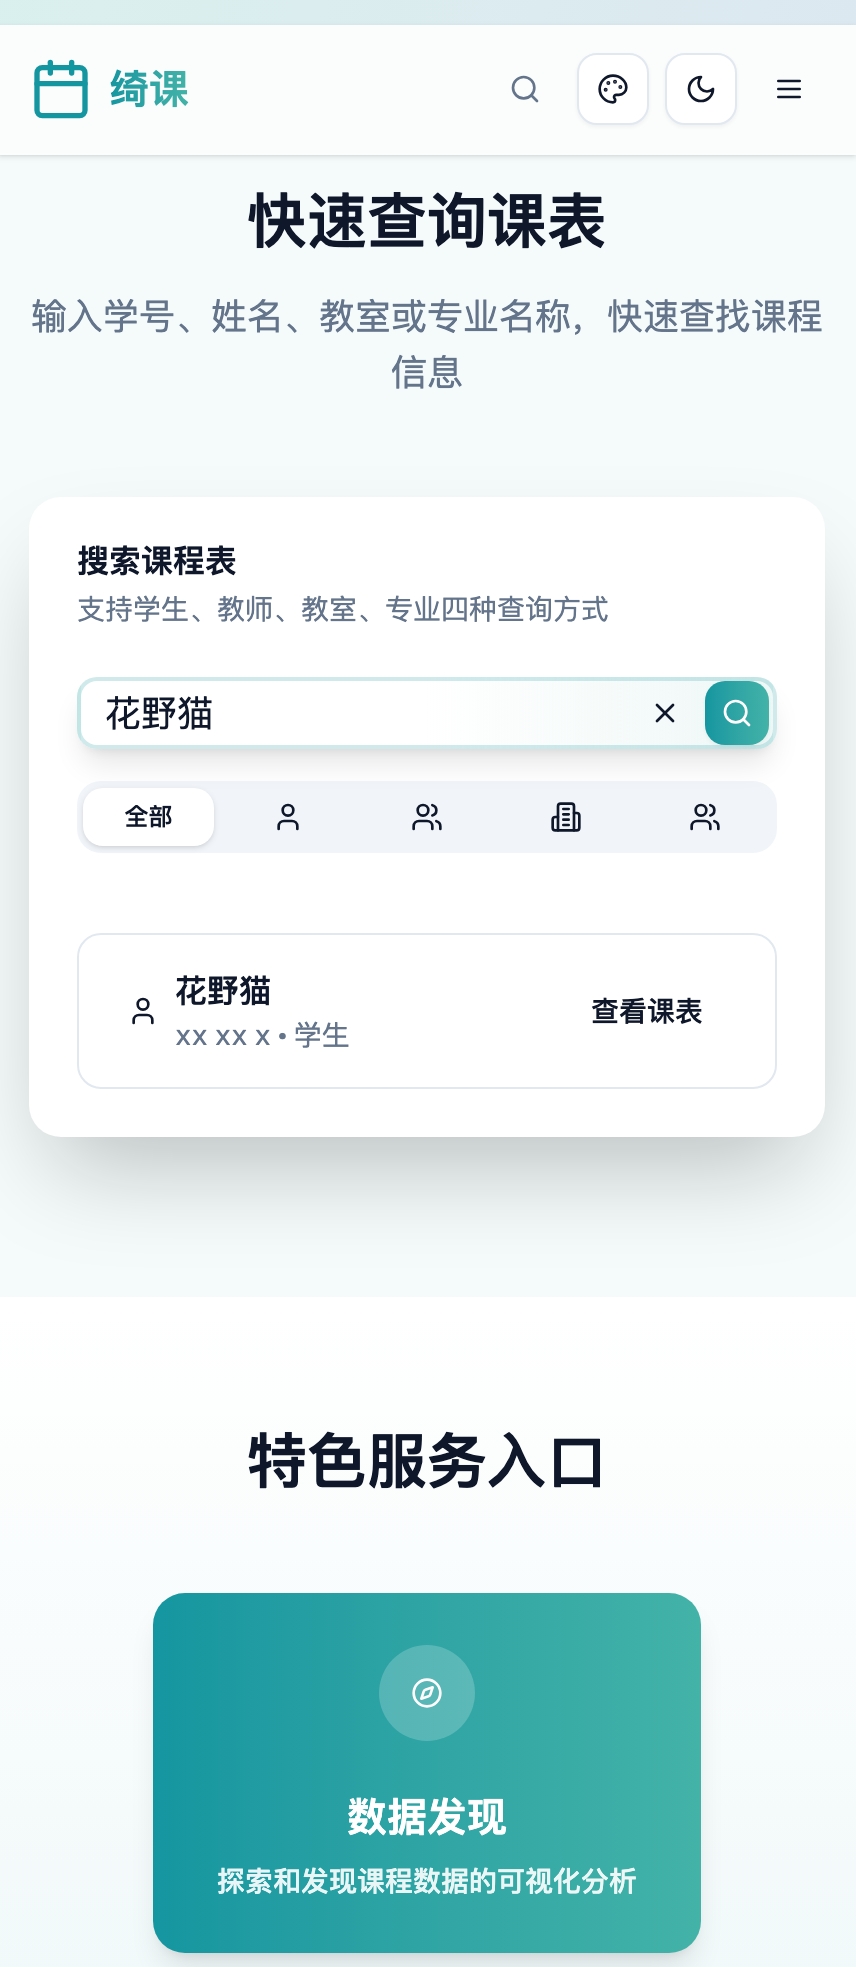 绮课
快速查询课表
输入学号、姓名、教室或专业名称，快速查找课程
信息
搜索课程表
支持学生、教师、教室、专业四种查询方式
花野猫
全部
花野猫
xx xx x • 学生
查看课表
特色服务入口
数据发现
探索和发现课程数据的可视化分析